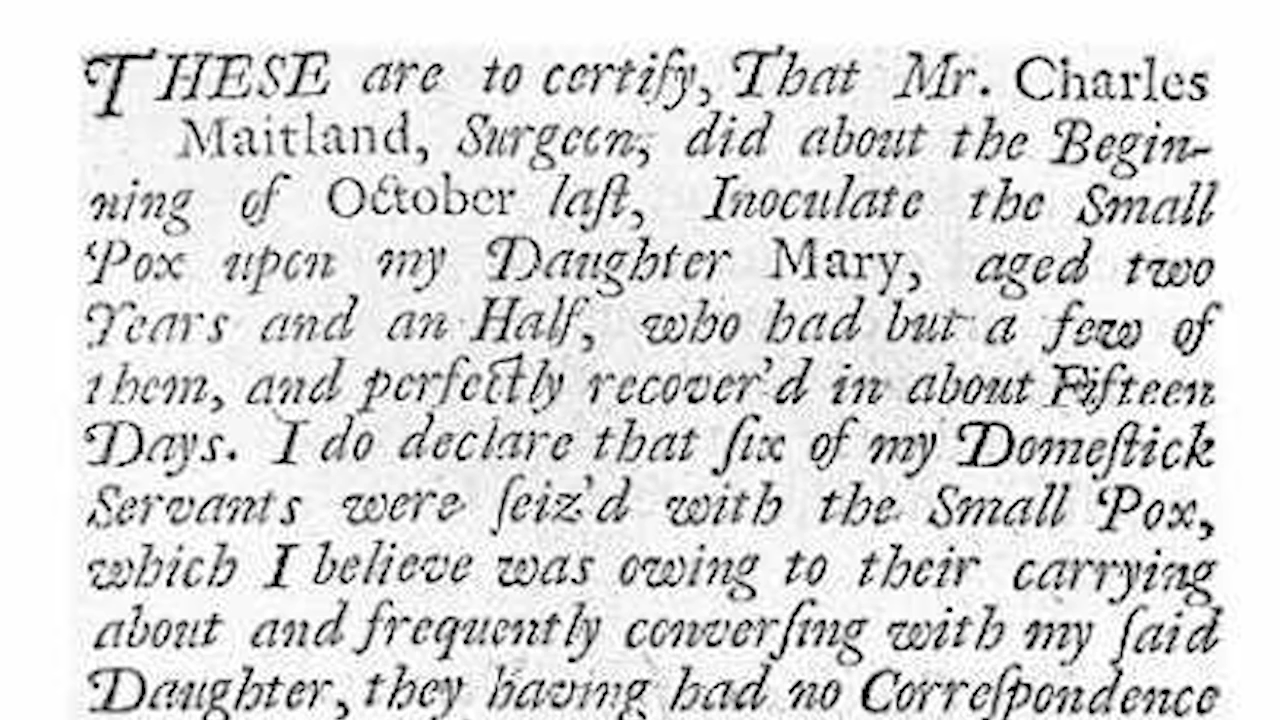 THESE are to certify, That Mr. Charles
Maitland, Surgeon, did about the Begin-
ning of October laſt, Inoculate the Small
Pox upon my Daughter Mary, aged two
Years and an Half, who had but a few of
them, and perfectly recover'd in about Fifteen
Days. I do declare that ſix of my Domeſtick
Servants were ſeiz'd with the Small Pox,
which I believe was owing to their carrying
about and frequently converſing with my ſaid
Daughter, they having had no Correſpondence